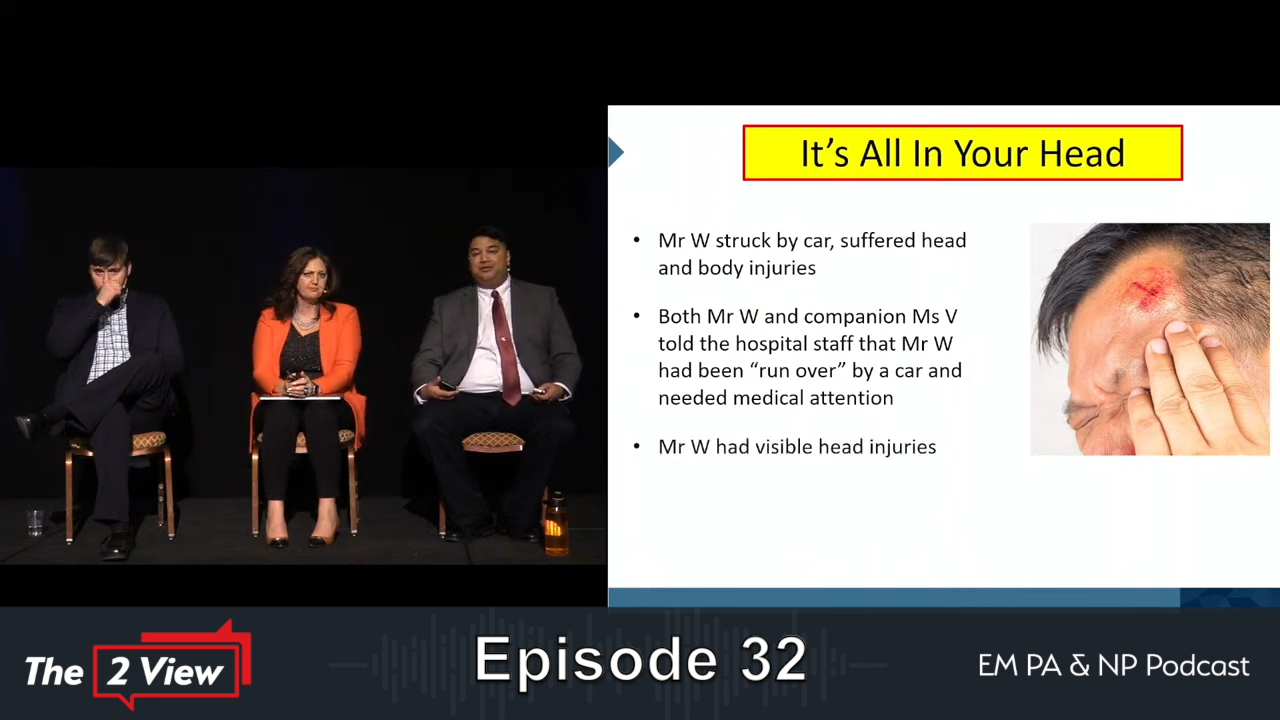 It's All In Your Head
• Mr W struck by car, suffered head
and body injuries
• Both Mr W and companion Ms V
told the hospital staff that Mr W
had been “run over” by a car and
needed medical attention
• Mr W had visible head injuries
The 2 View
Episode 32
EM PA & NP Podcast